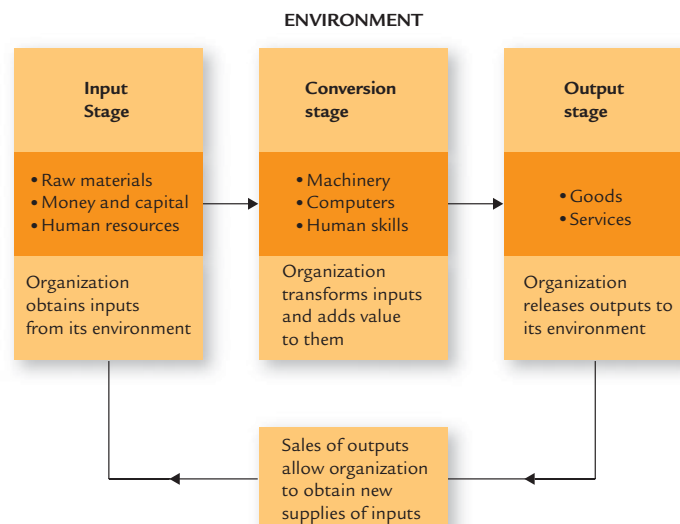 ENVIRONMENT
Input
Stage
• Raw materials
• Money and capital
• Human resources
Organization
obtains inputs
from its environment
Conversion
stage
• Machinery
• Computers
• Human skills
Organization
transforms inputs
and adds value
to them
Output
stage
• Goods
• Services
Organization
releases outputs to
its environment
Sales of outputs
allow organization
to obtain new
supplies of inputs